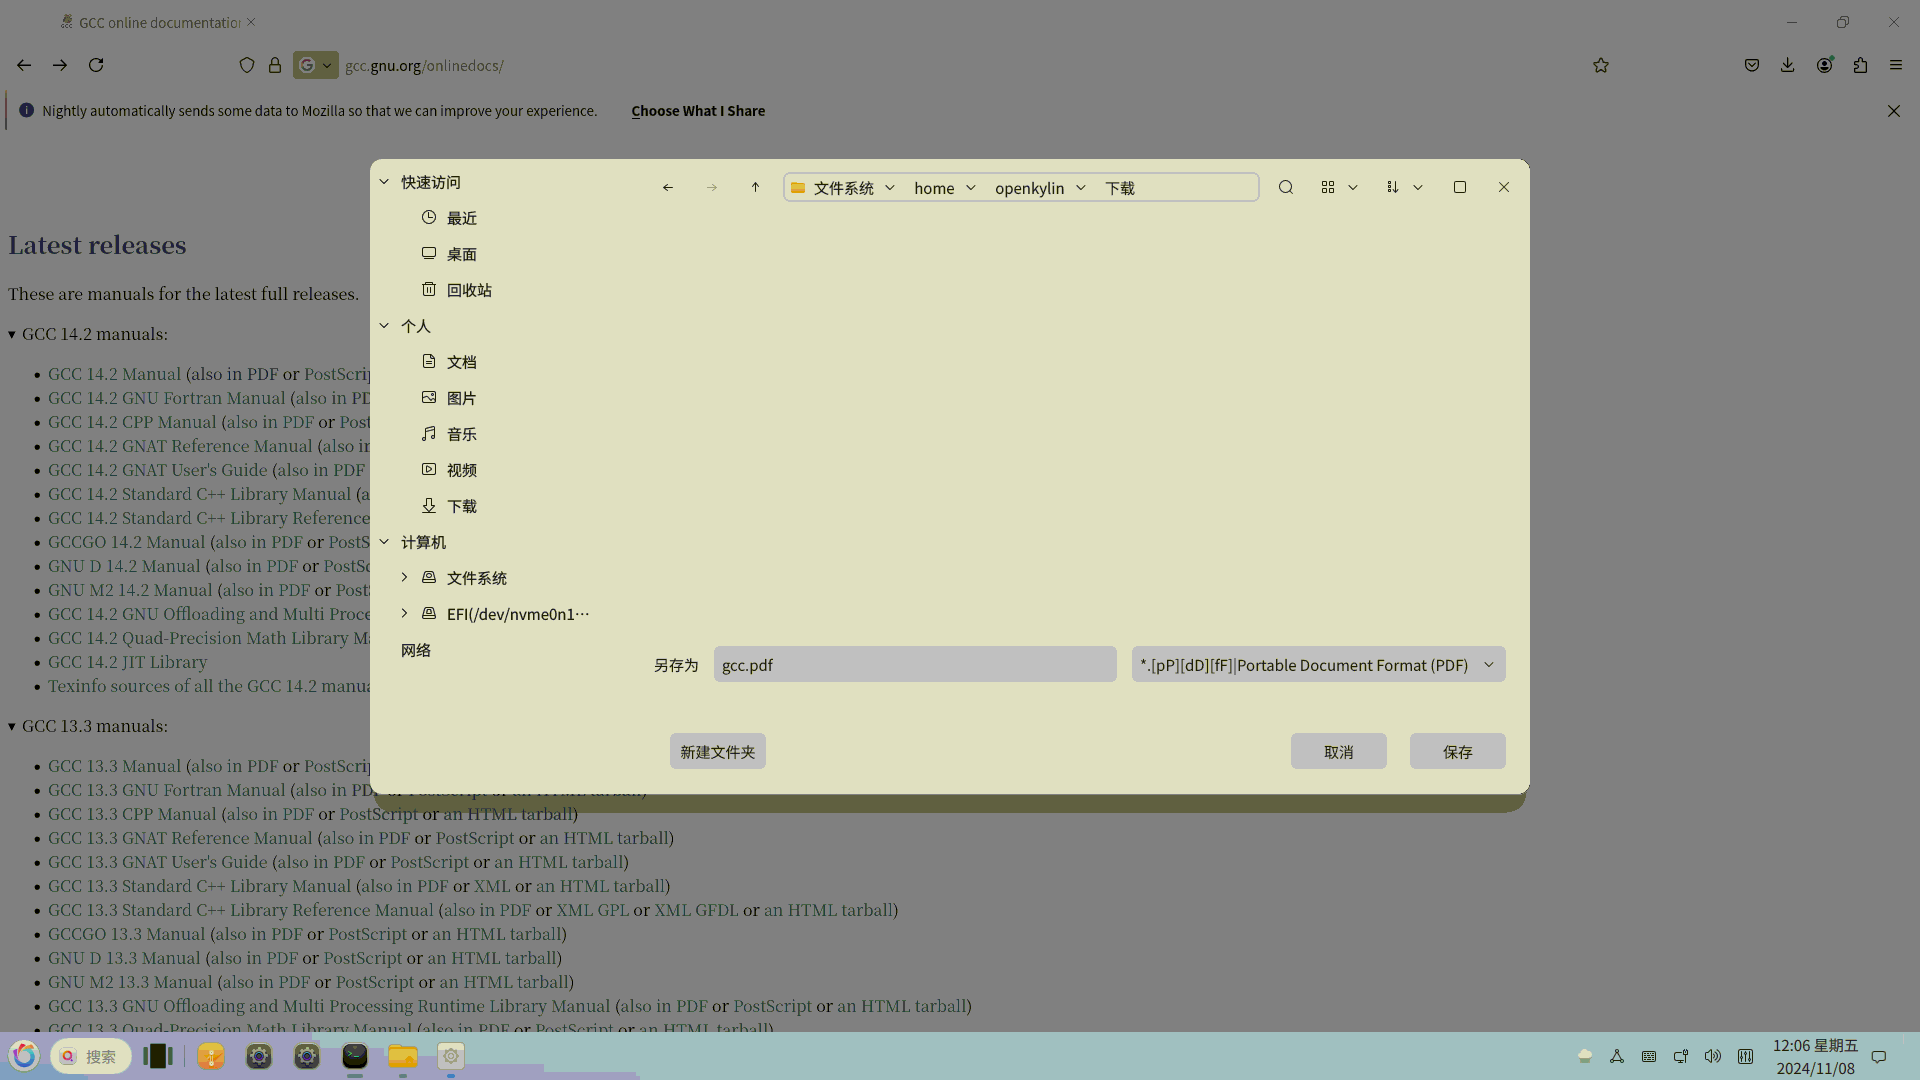 GCC online documentation
gcc.gnu.org/onlinedocs/
Nightly automatically sends some data to Mozilla so that we can improve your experience. Choose What I Share
Latest releases
These are manuals for the latest full releases.
GCC 14.2 manuals:
GCC 14.2 Manual (also in PDF or PostScrip
GCC 14.2 GNU Fortran Manual (also in PD
GCC 14.2 CPP Manual (also in PDF or Post
GCC 14.2 GNAT Reference Manual (also in
GCC 14.2 GNAT User's Guide (also in PDF
GCC 14.2 Standard C++ Library Manual (a
GCC 14.2 Standard C++ Library Reference
GCCGO 14.2 Manual (also in PDF or PostS
GNU D 14.2 Manual (also in PDF or PostSc
GNU M2 14.2 Manual (also in PDF or Post
GCC 14.2 GNU Offloading and Multi Proce
GCC 14.2 Quad-Precision Math Library Ma
GCC 14.2 JIT Library
Texinfo sources of all the GCC 14.2 manua
GCC 13.3 manuals:
GCC 13.3 Manual (also in PDF or PostScrip
GCC 13.3 GNU Fortran Manual (also in PDF or PostScript or an HTML tarball)
GCC 13.3 CPP Manual (also in PDF or PostScript or an HTML tarball)
GCC 13.3 GNAT Reference Manual (also in PDF or PostScript or an HTML tarball)
GCC 13.3 GNAT User's Guide (also in PDF or PostScript or an HTML tarball)
GCC 13.3 Standard C++ Library Manual (also in PDF or XML or an HTML tarball)
GCC 13.3 Standard C++ Library Reference Manual (also in PDF or XML GPL or XML GFDL or an HTML tarball)
GCCGO 13.3 Manual (also in PDF or PostScript or an HTML tarball)
GNU D 13.3 Manual (also in PDF or PostScript or an HTML tarball)
GNU M2 13.3 Manual (also in PDF or PostScript or an HTML tarball)
GCC 13.3 GNU Offloading and Multi Processing Runtime Library Manual (also in PDF or PostScript or an HTML tarball)
GCC 13.3 Quad-Precision Math Library Manual (also in PDF or PostScript or an HTML tarball)
快速访问
最近
桌面
回收站
个人
文档
图片
音乐
视频
下载
计算机
文件系统
EFI(/dev/nvme0n1…
网络
文件系统 home openkylin 下载
另存为 gcc.pdf *.[pP][dD][fF]|Portable Document Format (PDF)
新建文件夹 取消 保存
搜索
12:06 星期五
2024/11/08